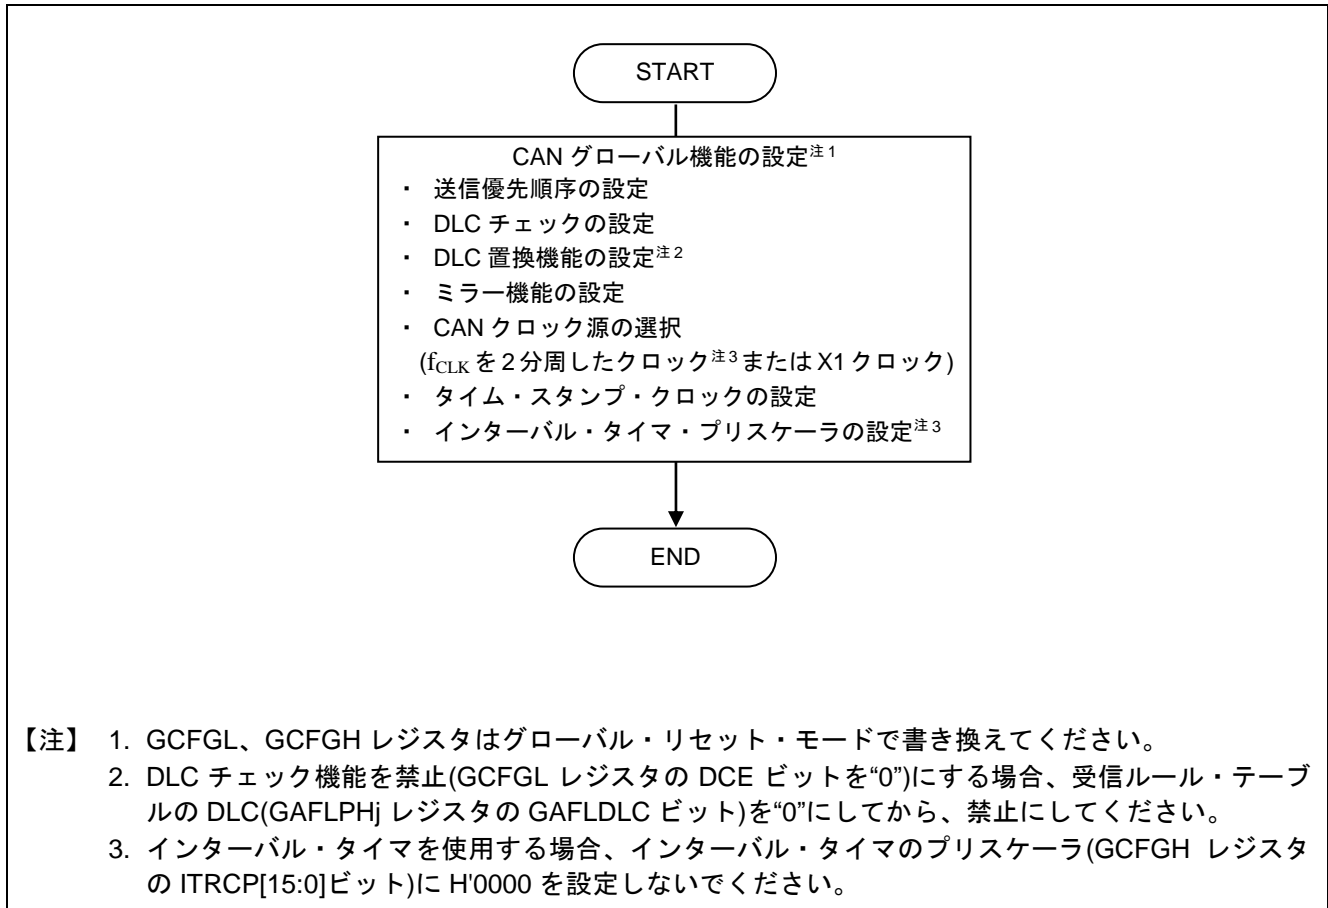 START
CAN グローバル機能の設定注1
・ 送信優先順序の設定
・ DLC チェックの設定
・ DLC 置換機能の設定注2
・ ミラー機能の設定
・ CAN クロック源の選択
(fCLK を2分周したクロック注3または X1 クロック)
・ タイム・スタンプ・クロックの設定
・ インターバル・タイマ・プリスケーラの設定注3
END
【注】 1. GCFGL、GCFGH レジスタはグローバル・リセット・モードで書き換えてください。
2. DLC チェック機能を禁止(GCFGL レジスタの DCE ビットを“0”)にする場合、受信ルール・テーブ
ルの DLC(GAFLPHj レジスタの GAFLDLC ビット)を“0”にしてから、禁止にしてください。
3. インターバル・タイマを使用する場合、インターバル・タイマのプリスケーラ(GCFGH レジスタ
の ITRCP[15:0]ビット)に H'0000 を設定しないでください。